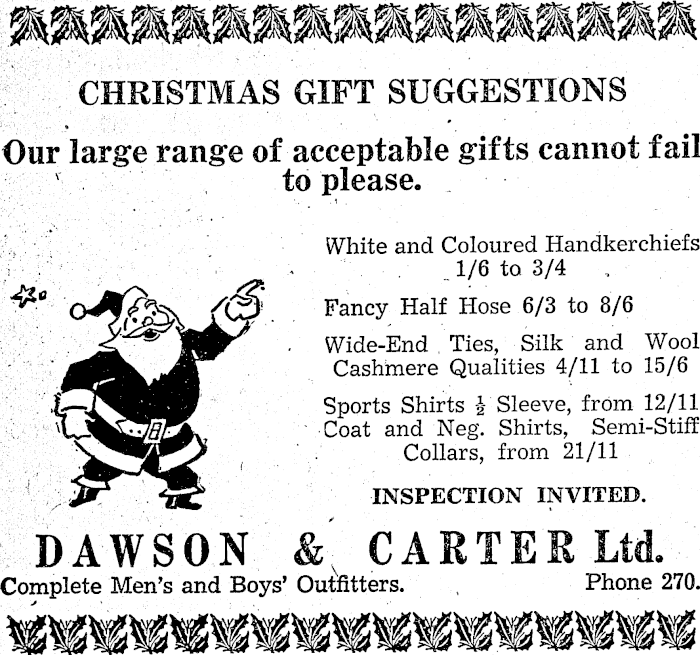 CHRISTMAS GIFT SUGGESTIONS
Our large range of acceptable gifts cannot fail
to please.
White and Coloured Handkerchiefs
1/6 to 3/4
Fancy Half Hose 6/3 to 8/6
Wide-End Ties, Silk and Wool
Cashmere Qualities 4/11 to 15/6
Sports Shirts ½ Sleeve, from 12/11
Coat and Neg. Shirts, Semi-Stiff
Collars, from 21/11
INSPECTION INVITED.
DAWSON & CARTER Ltd.
Complete Men's and Boys' Outfitters.
Phone 270.